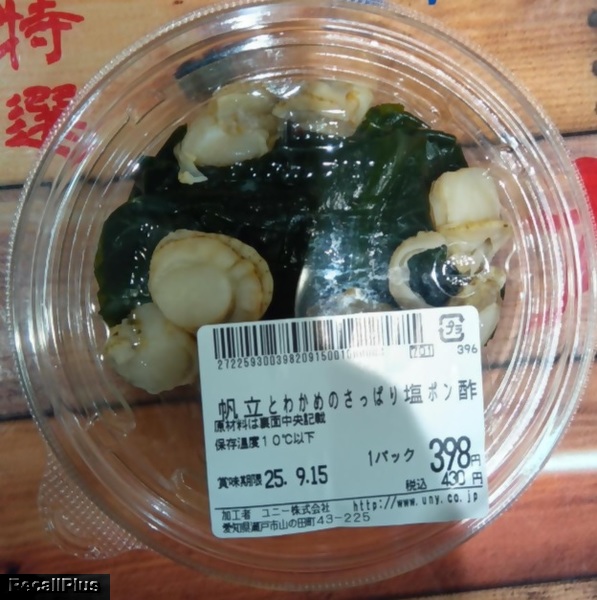 特選
プラ
701
396
帆立とわかめのさっぱり塩ポン酢
原材料は裏面中央記載
保存温度10℃以下
1パック 398円
賞味期限 25. 9.15
税込 430円
加工者 ユニー株式会社 http://www.uny.co.jp
愛知県瀬戸市山の田町43-225
RecallPlus